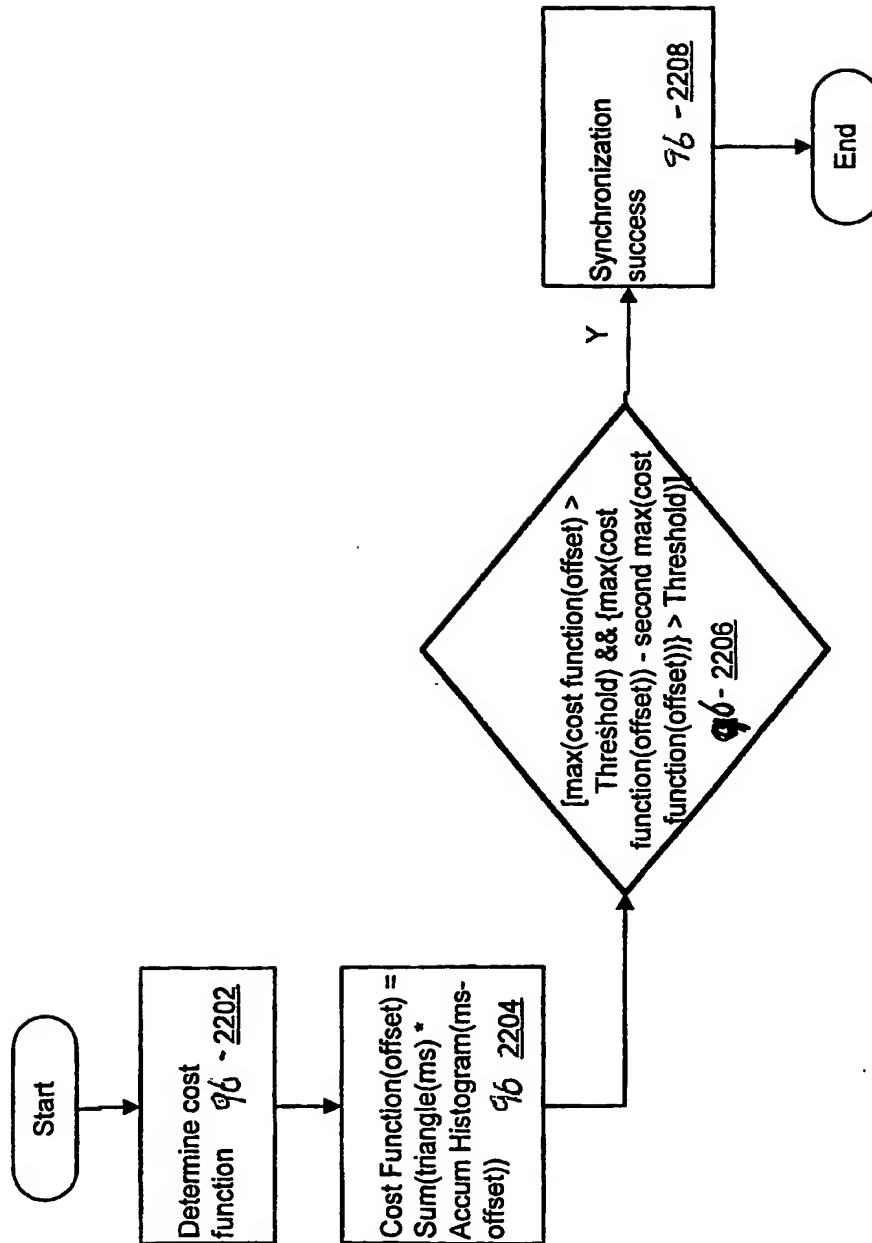 Start
Determine cost
function 96 - 2202
Cost Function(offset) =
Sum(triangle(ms) *
Accum Histogram(ms-
offset)) 96 2204
[max(cost function(offset) >
Threshold) && {max(cost
function(offset)) - second max(cost
function(offset))} > Threshold)]
96 - 2206
Y
Synchronization
success
96 - 2208
End